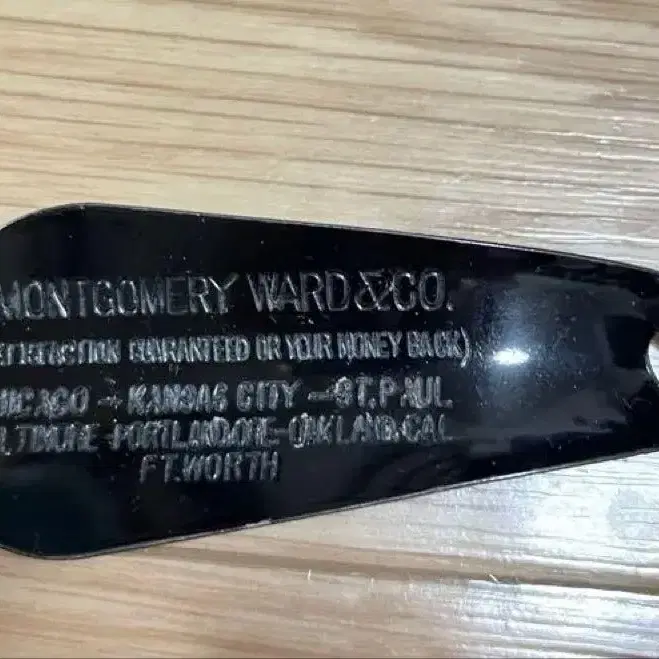 MONTGOMERY WARD & CO.
GUARANTEED OR YOUR MONEY BACK)
KANSAS CITY – ST. PAUL
PORTLAND, ORE – OAKLAND, CAL
FT. WORTH